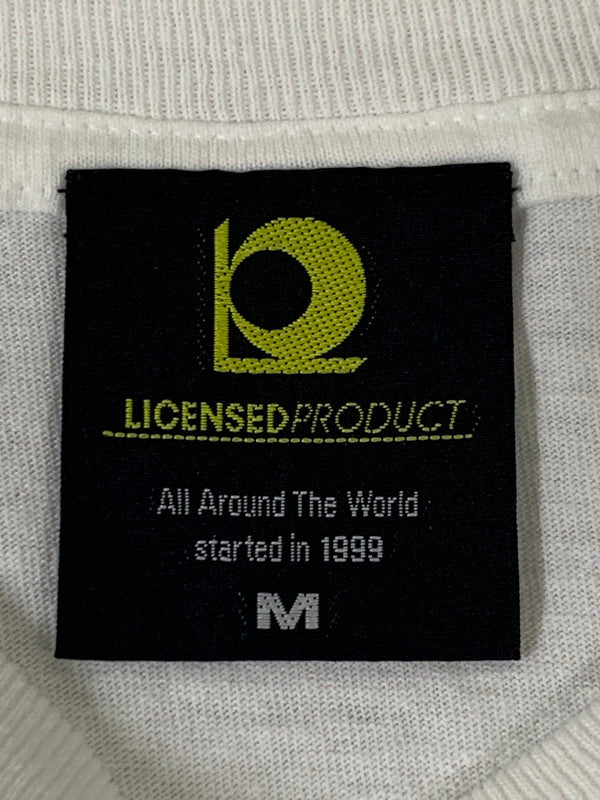 LICENSEDPRODUCT
All Around The World
started in 1999
M